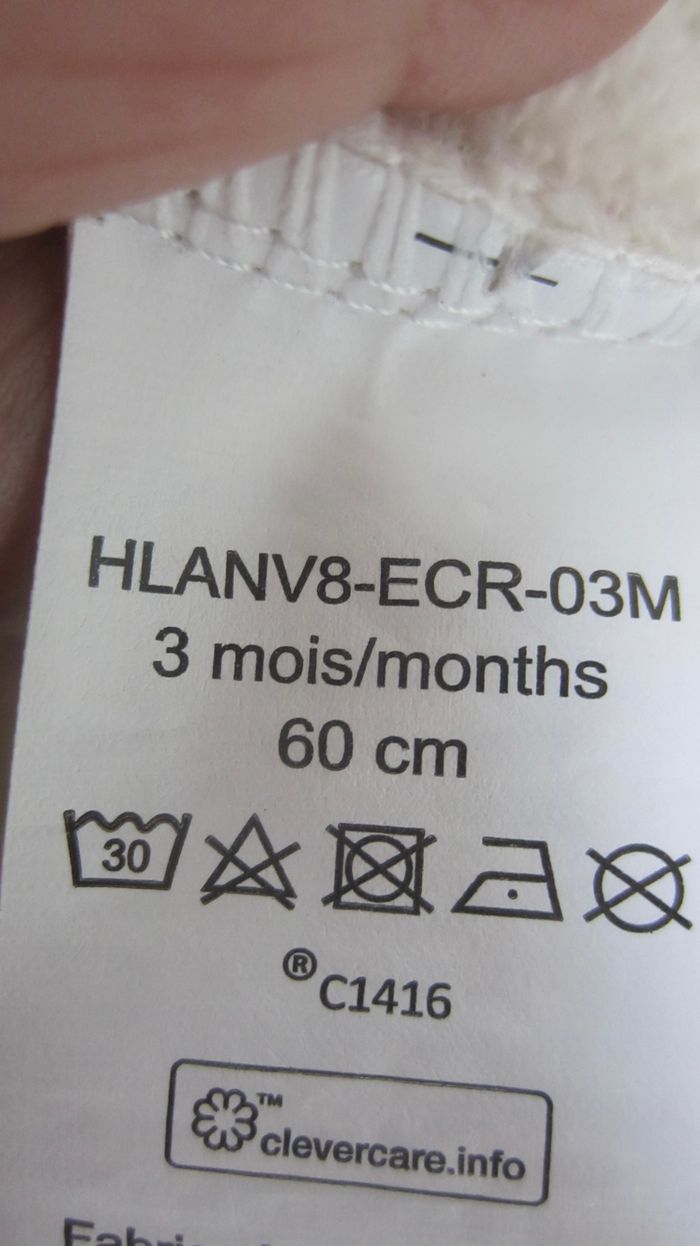 HLANV8-ECR-03M
3 mois/months
60 cm
30
®C1416
™
clevercare.info